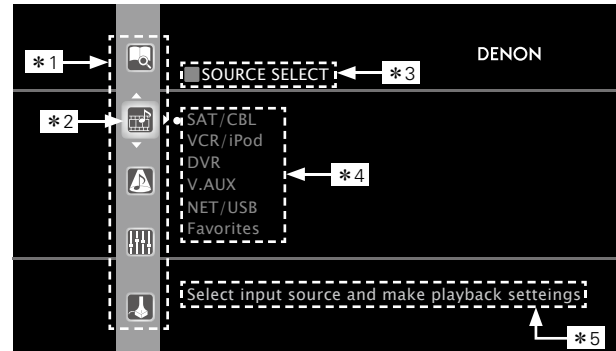 DENON
*1
SOURCE SELECT
*3
*2
SAT/CBL
VCR/iPod
DVR
V.AUX
NET/USB
Favorites
*4
Select input source and make playback setteings
*5